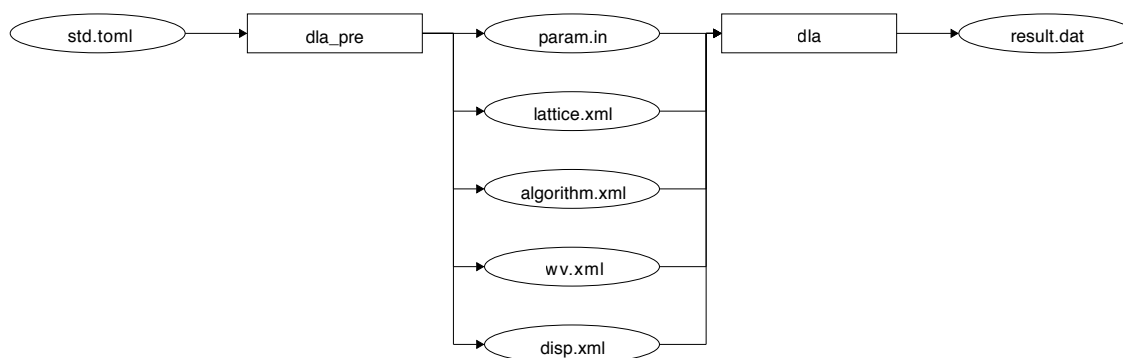 std.toml
dla_pre
param.in
dla
result.dat
lattice.xml
algorithm.xml
wv.xml
disp.xml